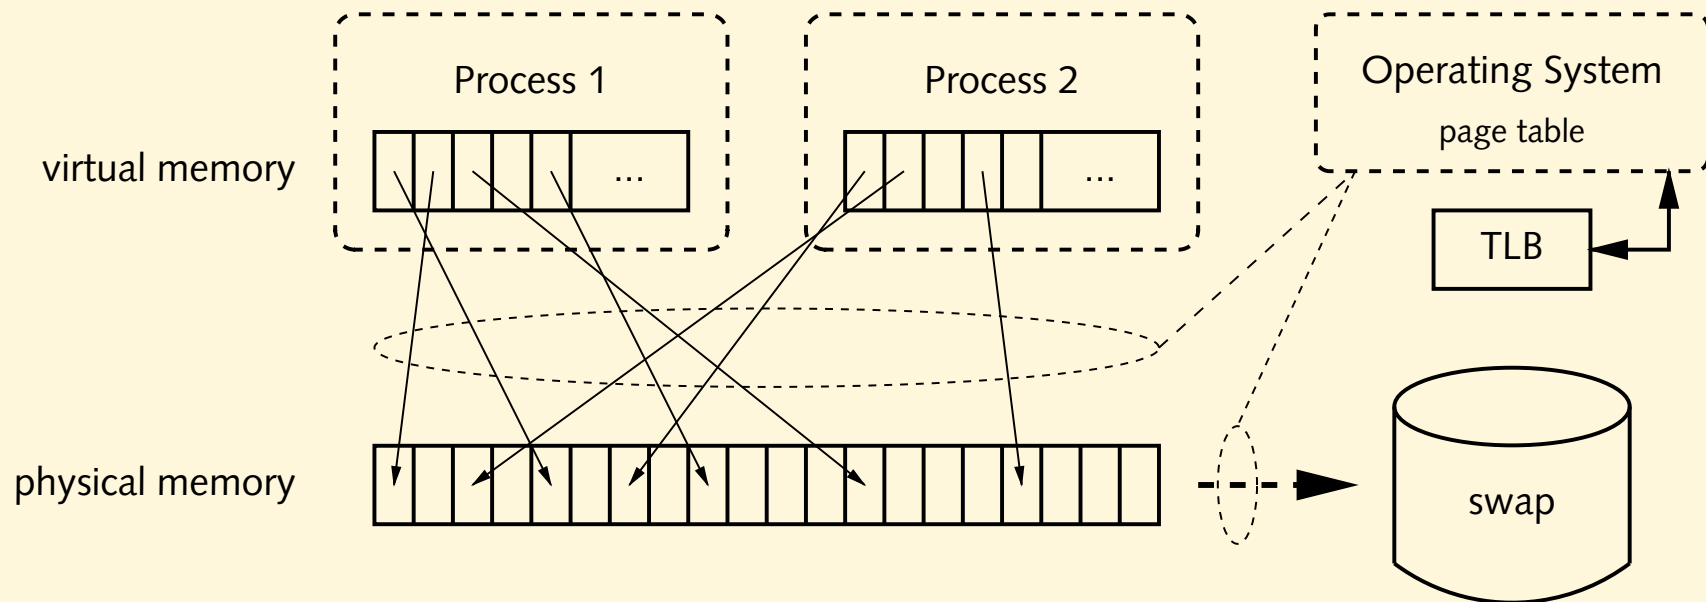 Process 1
Process 2
Operating System
page table
virtual memory
...
...
TLB
physical memory
swap